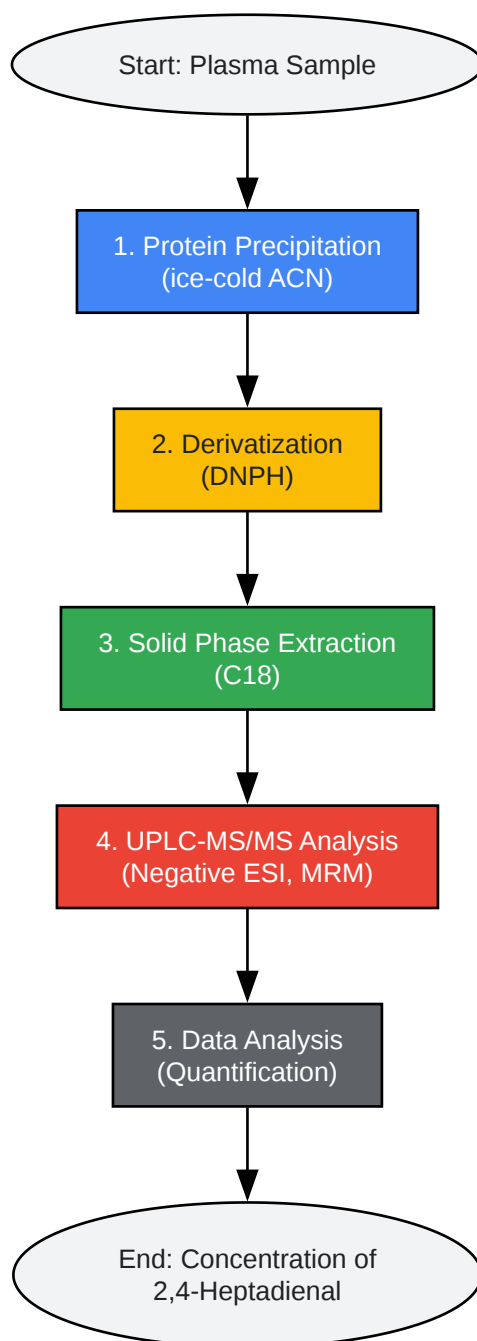 Start: Plasma Sample
1. Protein Precipitation
(ice-cold ACN)
2. Derivatization
(DNPH)
3. Solid Phase Extraction
(C18)
4. UPLC-MS/MS Analysis
(Negative ESI, MRM)
5. Data Analysis
(Quantification)
End: Concentration of
2,4-Heptadienal